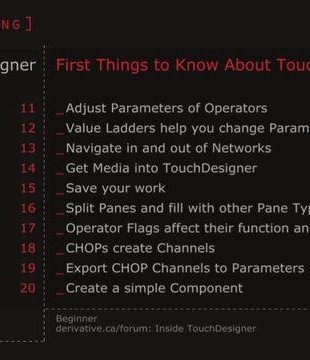 NG]
gner
First Things to Know About Touc
11 _Adjust Parameters of Operators
12 _Value Ladders help you change Param
13 _Navigate in and out of Networks
14 _Get Media into TouchDesigner
15 _Save your work
16 _Split Panes and fill with other Pane Typ
17 _Operator Flags affect their function an
18 _CHOPs create Channels
19 _Export CHOP Channels to Parameters
20 _Create a simple Component
Beginner
derivative.ca/forum: Inside TouchDesigner